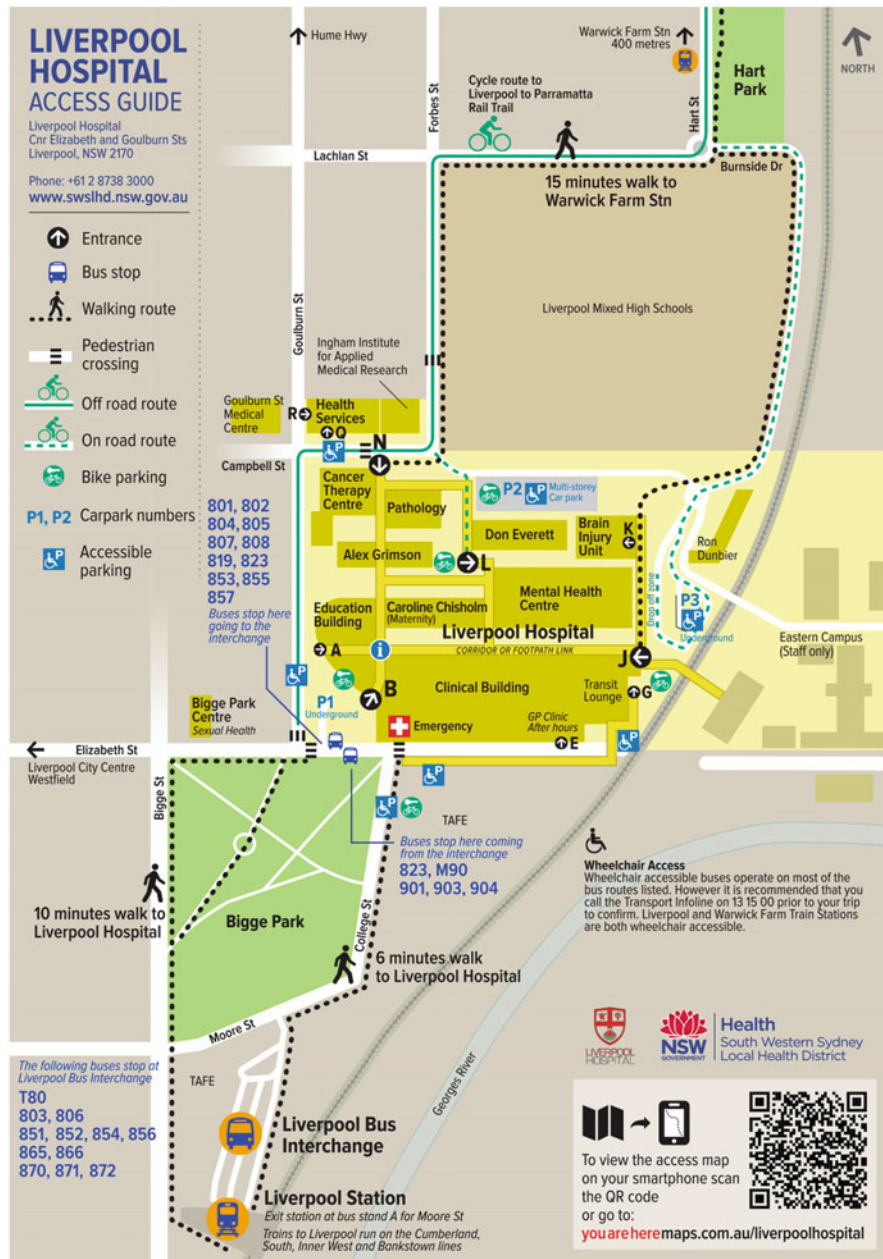 LIVERPOOL
HOSPITAL
ACCESS GUIDE
Liverpool Hospital
Cnr Elizabeth and Goulburn Sts
Liverpool, NSW 2170
Phone: +61 2 8738 3000
www.swslhd.nsw.gov.au
Entrance
Bus stop
Walking route
Pedestrian
crossing
Off road route
On road route
Bike parking
P1, P2 Carpark numbers
P
Accessible
parking
Hume Hwy
Forbes St
Warwick Farm Stn
400 metres
Hart
Park
NORTH
Cycle route to
Liverpool to Parramatta
Rail Trail
Hart St
Lachlan St
Burnside Dr
15 minutes walk to
Warwick Farm Stn
Liverpool Mixed High Schools
Goulburn St
Ingham Institute
for Applied
Medical Research
Goulburn St
Medical
Centre
R
Health
Services
Q
N
P
Campbell St
Cancer
Therapy
Centre
Pathology
P2
P
Multi-storey
Car park
Don Everett
Brain
Injury
Unit
K
Ron
Dunbier
Alex Grimson
L
801, 802
804, 805
807, 808
819, 823
853, 855
857
Buses stop here
going to the
interchange
Education
Building
Caroline Chisholm
(Maternity)
Mental Health
Centre
Drop off zone
P3
P
Underground
Eastern Campus
(Staff only)
Liverpool Hospital
CORRIDOR OR FOOTPATH LINK
A
i
J
B
Clinical Building
Transit
Lounge
G
P
P1
Underground
Bigge Park
Centre
Sexual Health
Emergency
GP Clinic
After hours
E
P
Elizabeth St
Liverpool City Centre
Westfield
Bigge St
P
P
TAFE
Buses stop here coming
from the interchange
823, M90
901, 903, 904
Wheelchair Access
Wheelchair accessible buses operate on most of the
bus routes listed. However it is recommended that you
call the Transport Infoline on 13 15 00 prior to your trip
to confirm. Liverpool and Warwick Farm Train Stations
are both wheelchair accessible.
10 minutes walk to
Liverpool Hospital
Bigge Park
College St
6 minutes walk
to Liverpool Hospital
Moore St
Georges River
The following buses stop at
Liverpool Bus Interchange
T80
803, 806
851, 852, 854, 856
865, 866
870, 871, 872
TAFE
Liverpool Bus
Interchange
Liverpool Station
Exit station at bus stand A for Moore St
Trains to Liverpool run on the Cumberland,
South, Inner West and Bankstown lines
LIVERPOOL
HOSPITAL
NSW
GOVERNMENT
Health
South Western Sydney
Local Health District
To view the access map
on your smartphone scan
the QR code
or go to:
youareheremaps.com.au/liverpoolhospital